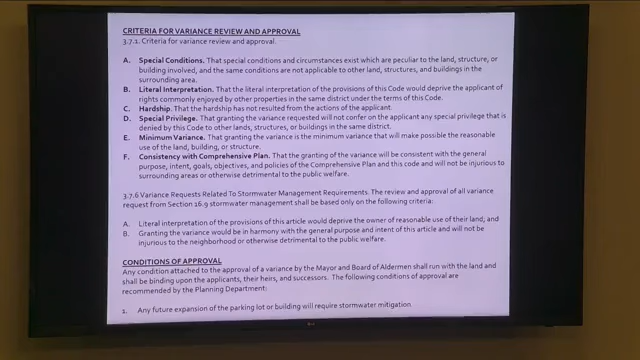 CRITERIA FOR VARIANCE REVIEW AND APPROVAL
3.7.1. Criteria for variance review and approval.
A. Special Conditions. That special conditions and circumstances exist which are peculiar to the land, structure, or
building involved, and the same conditions are not applicable to other land, structures, and buildings in the
surrounding area.
B. Literal Interpretation. That the literal interpretation of the provisions of this Code would deprive the applicant of
rights commonly enjoyed by other properties in the same district under the terms of this Code.
C. Hardship. That the hardship has not resulted from the actions of the applicant.
D. Special Privilege. That granting the variance requested will not confer on the applicant any special privilege that is
denied by this Code to other lands, structures, or buildings in the same district.
E. Minimum Variance. That granting the variance is the minimum variance that will make possible the reasonable
use of the land, building, or structure.
F. Consistency with Comprehensive Plan. That the granting of the variance will be consistent with the general
purpose, intent, goals, objectives, and policies of the Comprehensive Plan and this code and will not be injurious to
surrounding areas or otherwise detrimental to the public welfare.
3.7.6 Variance Requests Related To Stormwater Management Requirements. The review and approval of all variance
request from Section 16.9 stormwater management shall be based only on the following criteria:
A. Literal interpretation of the provisions of this article would deprive the owner of reasonable use of their land; and
B. Granting the variance would be in harmony with the general purpose and intent of this article and will not be
injurious to the neighborhood or otherwise detrimental to the public welfare.
CONDITIONS OF APPROVAL
Any condition attached to the approval of a variance by the Mayor and Board of Aldermen shall run with the land and
shall be binding upon the applicants, their heirs, and successors. The following conditions of approval are
recommended by the Planning Department:
1. Any future expansion of the parking lot or building will require stormwater mitigation
LG